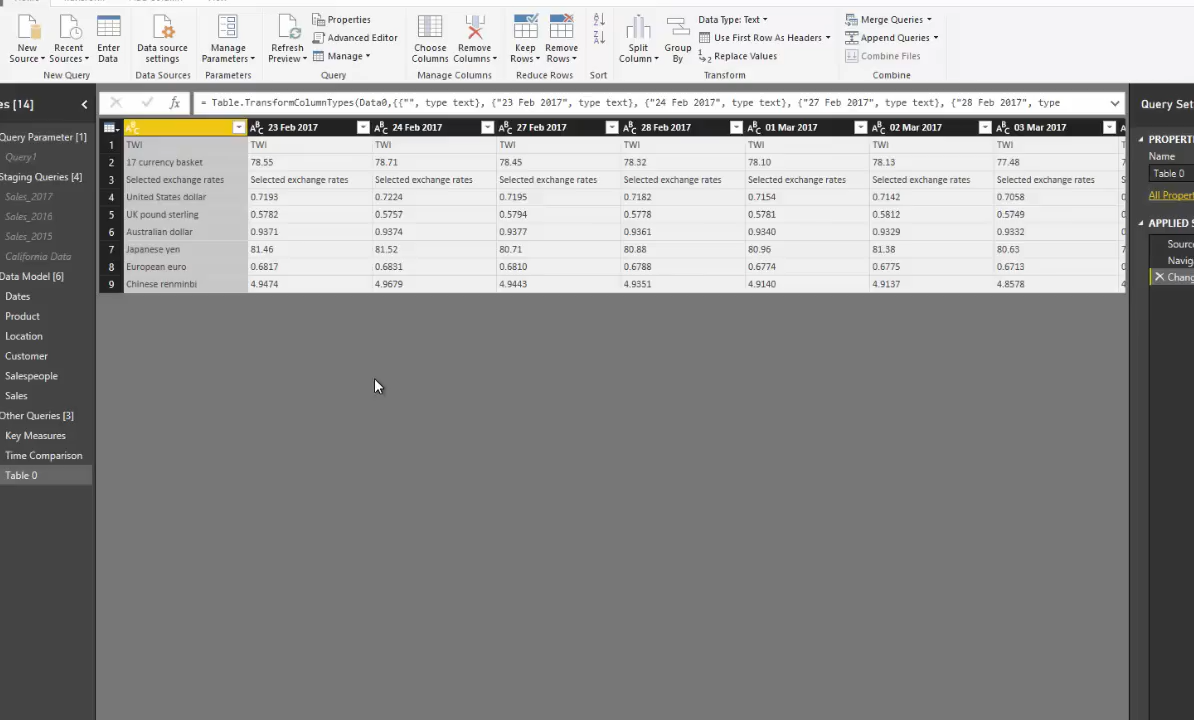 New Source
Recent Sources
Enter Data
New Query
Data source settings
Data Sources
Manage Parameters
Parameters
Refresh Preview
Properties
Advanced Editor
Manage
Query
Choose Columns
Remove Columns
Manage Columns
Keep Rows
Remove Rows
Reduce Rows
Sort
Split Column
Group By
Data Type: Text
Use First Row As Headers
Replace Values
Transform
Merge Queries
Append Queries
Combine Files
Combine
es [14]
= Table.TransformColumnTypes(Data0,{{"", type text}, {"23 Feb 2017", type text}, {"24 Feb 2017", type text}, {"27 Feb 2017", type text}, {"28 Feb 2017", type
Query Parameter [1]
Query1
Staging Queries [4]
Sales_2017
Sales_2016
Sales_2015
California Data
Data Model [6]
Dates
Product
Location
Customer
Salespeople
Sales
Other Queries [3]
Key Measures
Time Comparison
Table 0
23 Feb 2017 24 Feb 2017 27 Feb 2017 28 Feb 2017 01 Mar 2017 02 Mar 2017 03 Mar 2017
1 TWI TWI TWI TWI TWI TWI TWI TWI
2 17 currency basket 78.55 78.71 78.45 78.32 78.10 78.13 77.48
3 Selected exchange rates Selected exchange rates Selected exchange rates Selected exchange rates Selected exchange rates Selected exchange rates Selected exchange rates Selected exchange rates
4 United States dollar 0.7193 0.7224 0.7195 0.7182 0.7154 0.7142 0.7058
5 UK pound sterling 0.5782 0.5757 0.5794 0.5778 0.5781 0.5812 0.5749
6 Australian dollar 0.9371 0.9374 0.9377 0.9361 0.9340 0.9329 0.9332
7 Japanese yen 81.46 81.52 80.71 80.88 80.96 81.38 80.63
8 European euro 0.6817 0.6831 0.6810 0.6788 0.6774 0.6775 0.6713
9 Chinese renminbi 4.9474 4.9679 4.9443 4.9351 4.9140 4.9137 4.8578
Query Set
PROPERT
Name
Table 0
All Propert
APPLIED S
Sourc
Navig
Chang